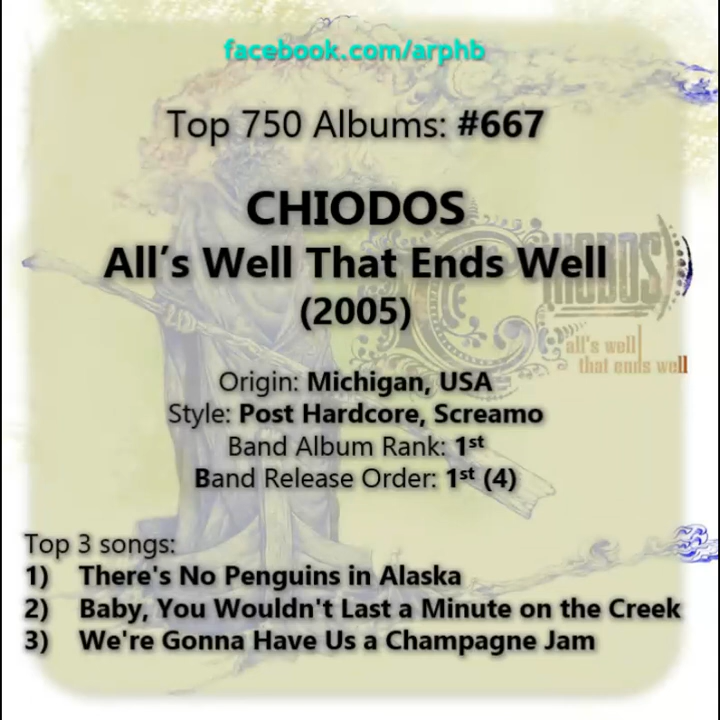 facebook.com/arphb
Top 750 Albums: #667
CHIODOS
All's Well That Ends Well
(2005)
HIODOS
all's well
that ends well
Origin: Michigan, USA
Style: Post Hardcore, Screamo
Band Album Rank: 1st
Band Release Order: 1st (4)
Top 3 songs:
1) There's No Penguins in Alaska
2) Baby, You Wouldn't Last a Minute on the Creek
3) We're Gonna Have Us a Champagne Jam